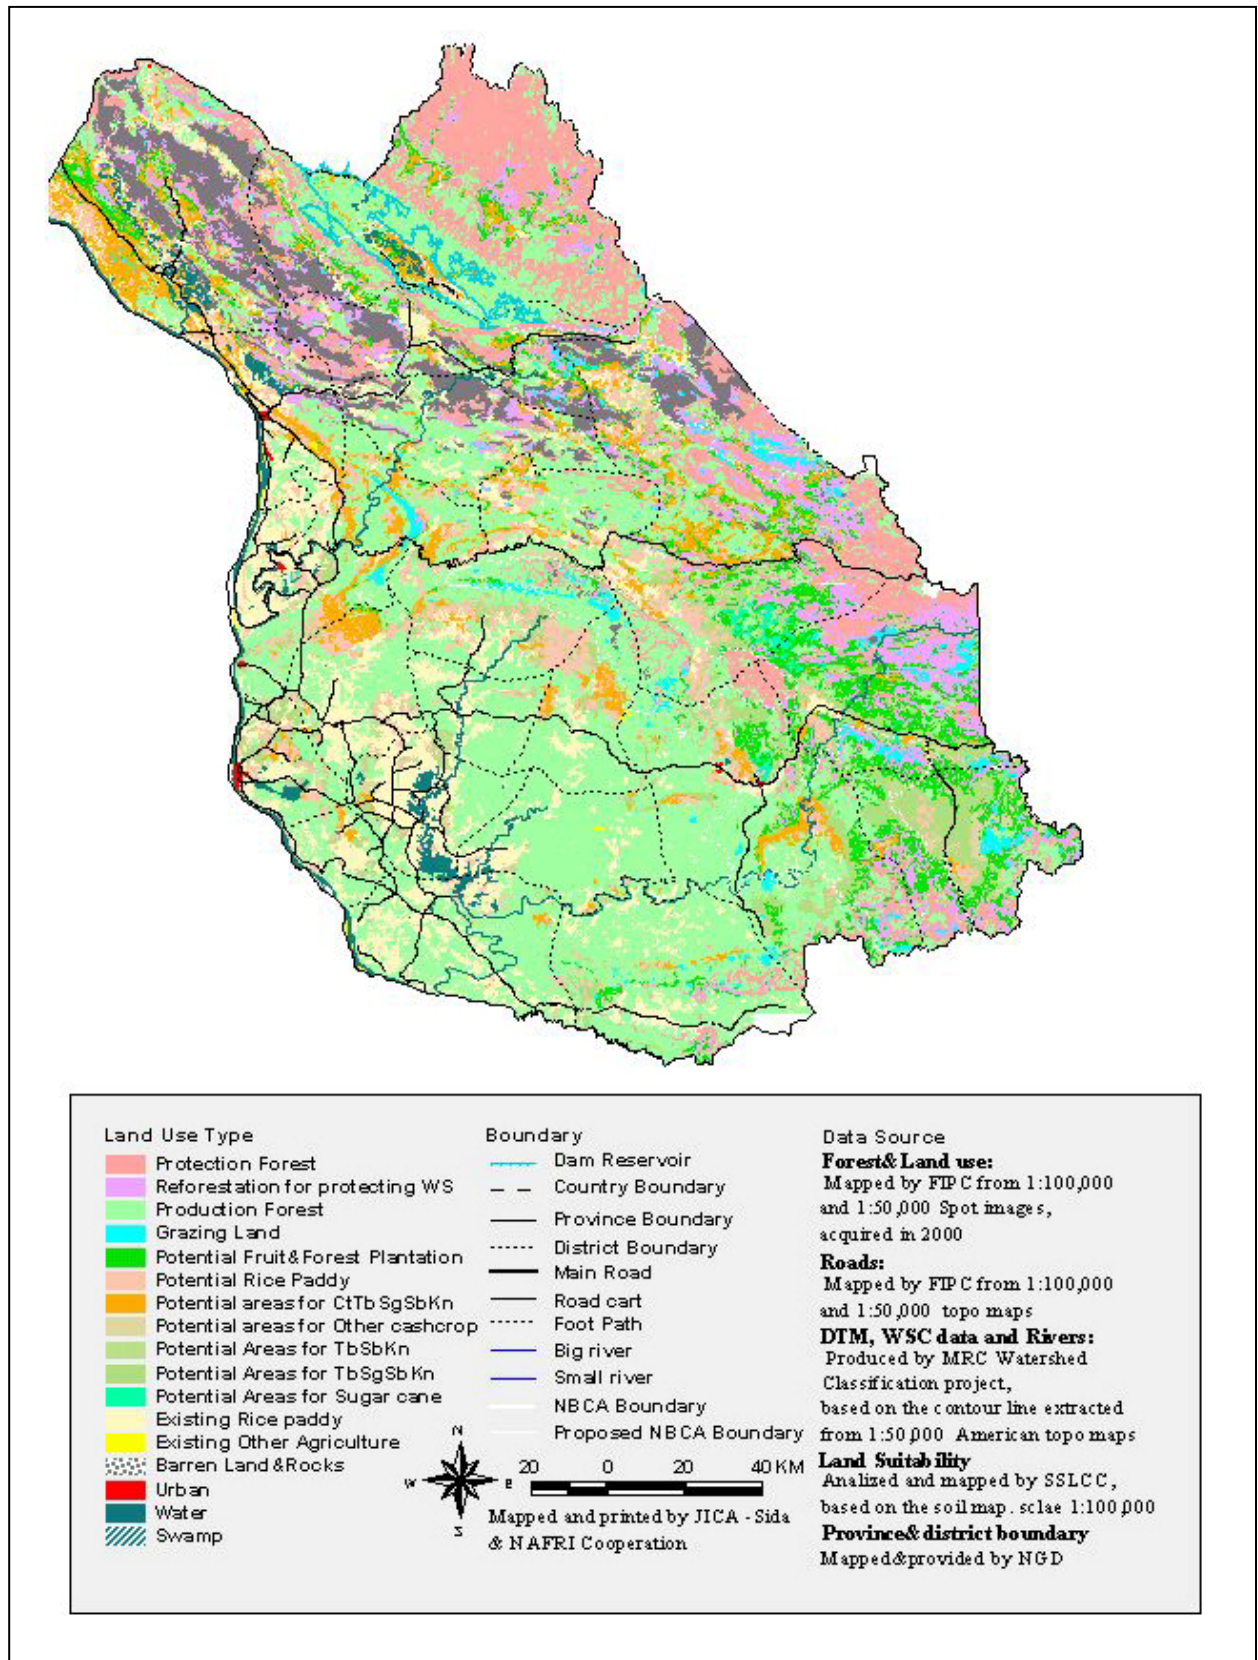 Land Use Type
Protection Forest
Reforestation for protecting WS
Production Forest
Grazing Land
Potential Fruit&Forest Plantation
Potential Rice Paddy
Potential areas for CtTbSgSbKn
Potential areas for Other cashcrop
Potential Areas for TbSbKn
Potential Areas for TbSgSbKn
Potential Areas for Sugar cane
Existing Rice paddy
Existing Other Agriculture
Barren Land&Rocks
Urban
Water
Swamp
Boundary
Dam Reservoir
Country Boundary
Province Boundary
District Boundary
Main Road
Road cart
Foot Path
Big river
Small river
NBCA Boundary
Proposed NBCA Boundary
N
W
E
S
20 0 20 40 KM
Mapped and printed by JICA - Sida
& NAFRI Cooperation
Data Source
Forest& Land use:
Mapped by FIPC from 1:100,000
and 1:50,000 Spot images,
acquired in 2000
Roads:
Mapped by FIPC from 1:100,000
and 1:50,000 topo maps
DTM, WSC data and Rivers:
Produced by MRC Watershed
Classification project,
based on the contour line extracted
from 1:50,000 American topo maps
Land Suitability
Analized and mapped by SSLCC,
based on the soil map. sclae 1:100,000
Province& district boundary
Mapped&provided by NGD